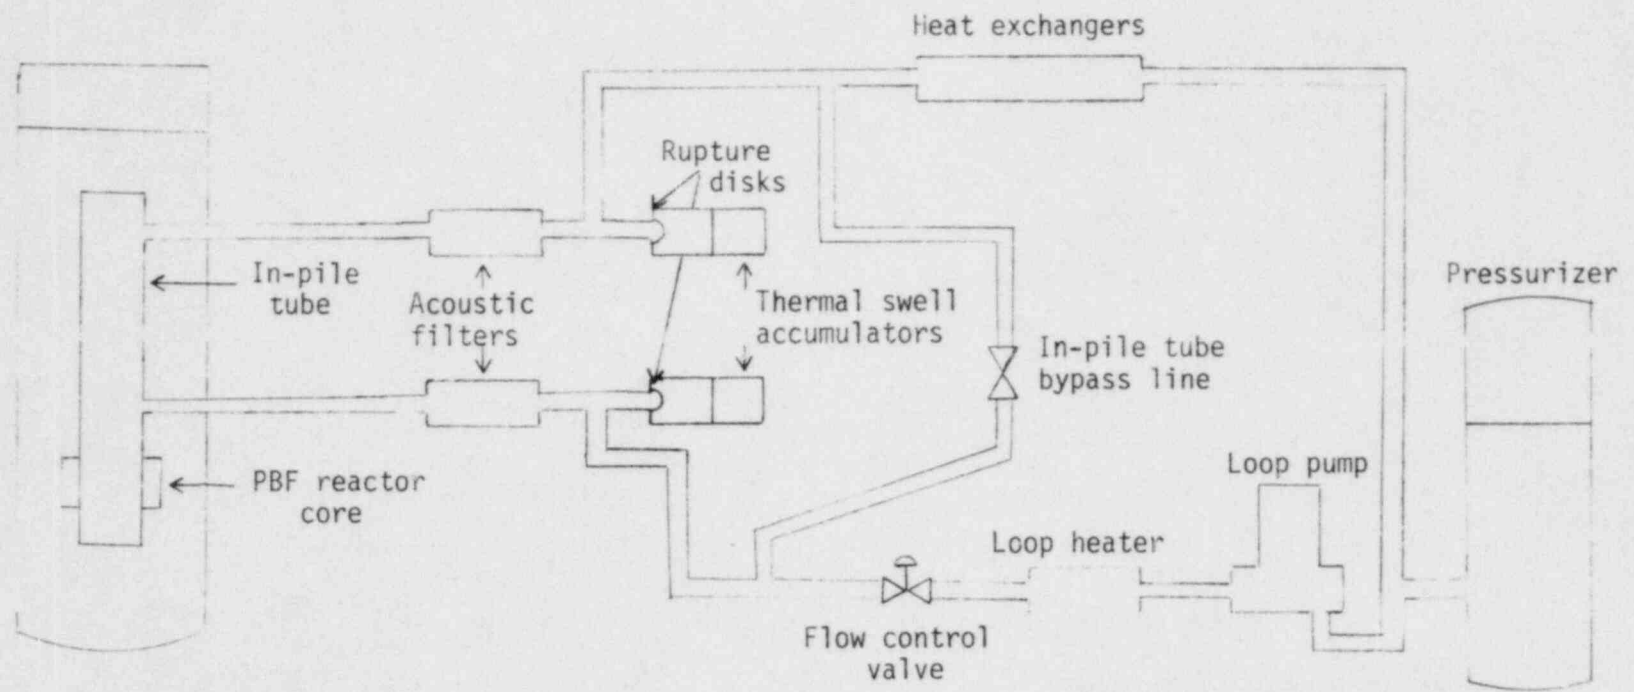 Heat exchangers
Rupture
disks
In-pile
tube
Acoustic
filters
Thermal swell
accumulators
Pressurizer
In-pile tube
bypass line
PBF reactor
core
Loop pump
Loop heater
Flow control
valve